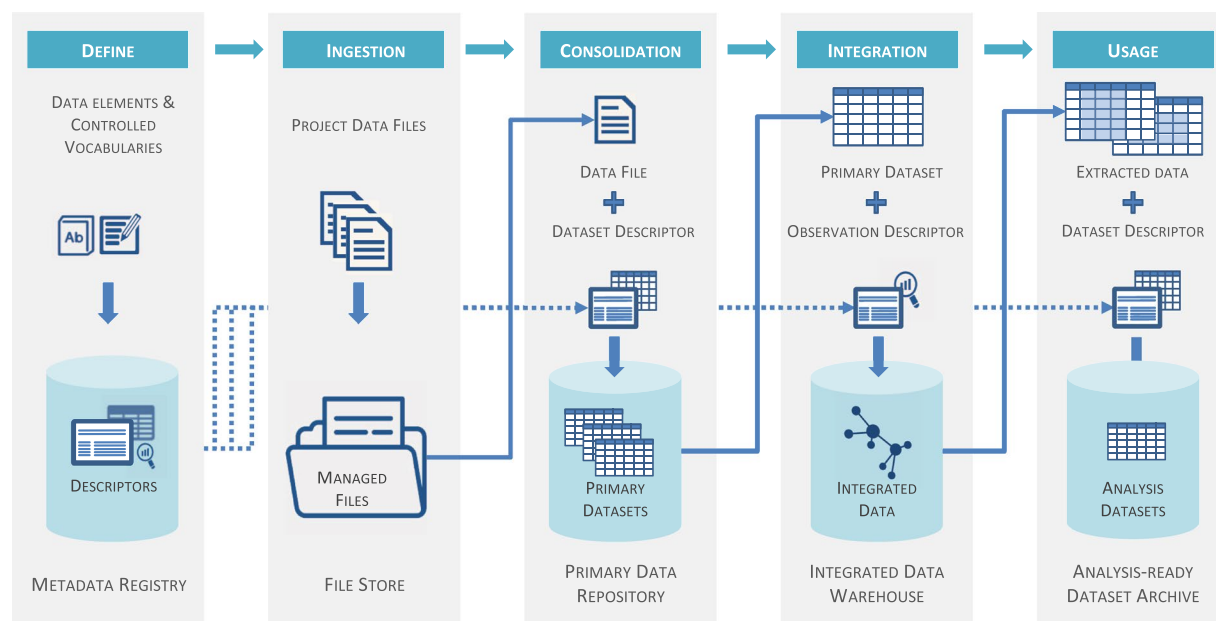 DEFINE
DATA ELEMENTS &
CONTROLLED
VOCABULARIES
Ab
DESCRIPTORS
METADATA REGISTRY
INGESTION
PROJECT DATA FILES
MANAGED
FILES
FILE STORE
CONSOLIDATION
DATA FILE
DATASET DESCRIPTOR
PRIMARY
DATASETS
PRIMARY DATA
REPOSITORY
INTEGRATION
PRIMARY DATASET
OBSERVATION DESCRIPTOR
INTEGRATED
DATA
INTEGRATED DATA
WAREHOUSE
USAGE
EXTRACTED DATA
DATASET DESCRIPTOR
ANALYSIS
DATASETS
ANALYSIS-READY
DATASET ARCHIVE